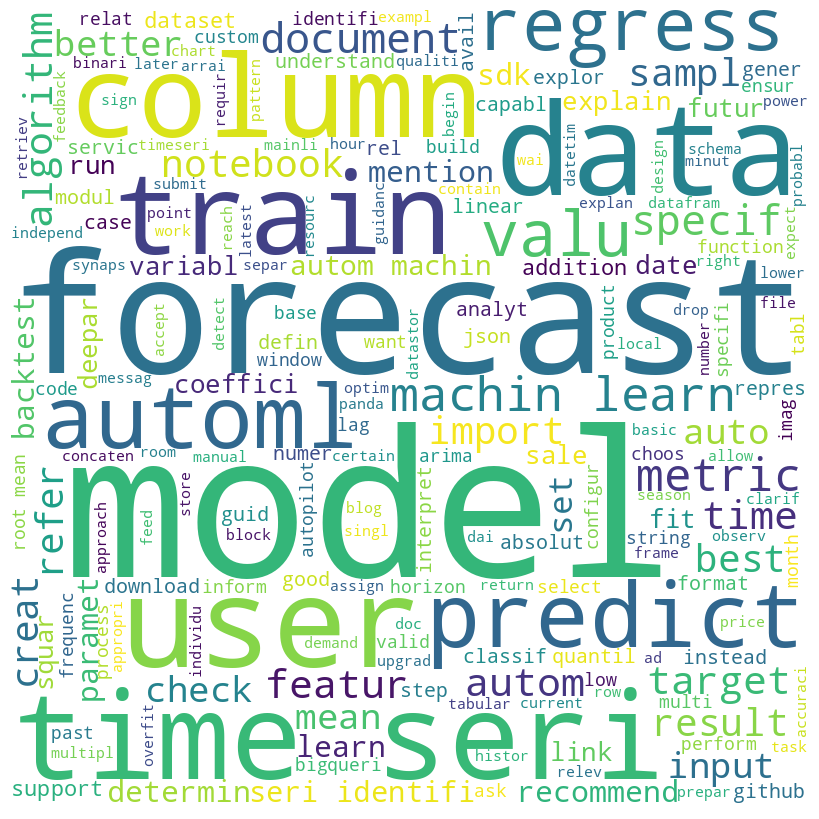 relat
dataset
identifi
exampl
better
chart
custom
document
regress
binari
later
arrai
understand
qualiti
avail
sampl
gener
algorithm
feedback
sign
column
requir
pattern
sdk
explor
ensur
capabl
explain
futur
power
data
retriev
servic
timeseri
mainli
hour
rel
build
begin
schema
minut
run
notebook
mention
wai
datetim
design
probabl
modul
submit
train
contain
linear
explan
datafram
valu
specif
case
point
work
reach
latest
resourc
guidanc
independ
function
expect
right
synaps
separ
variabl
autom machin
addition
date
lower
forecast
base
analyt
file
backtest
deepar
accept
detect
defin
window
want
datastor
json
product
drop
local
number
specifi
tabl
code
messag
coeffici
optim
panda
machin learn
repres
imag
automl
lag
import
basic
auto
allow
concaten
room
manual
numer
certain
arima
sale
choos
root mean
refer
store
approach
feed
model
autopilot
interpret
metric
season
clarif
guid
block
blog
singl
set
configur
string
fit
time
dai
absolut
frame
observ
best
month
creat
squar
frequenc
paramet
download
inform
good
assign
horizon
return
select
format
process
appropri
individu
user
demand
doc
valid
predict
price
upgrad
classif
quantil
ad
instead
accuraci
check
featur
step
autom
low
row
target
tabular
current
multi
past
multipl
overfit
time seri
mean
learn
bigqueri
histor
link
relev
result
perform
task
input
support
determin
seri identifi
ask
recommend
prepar
github